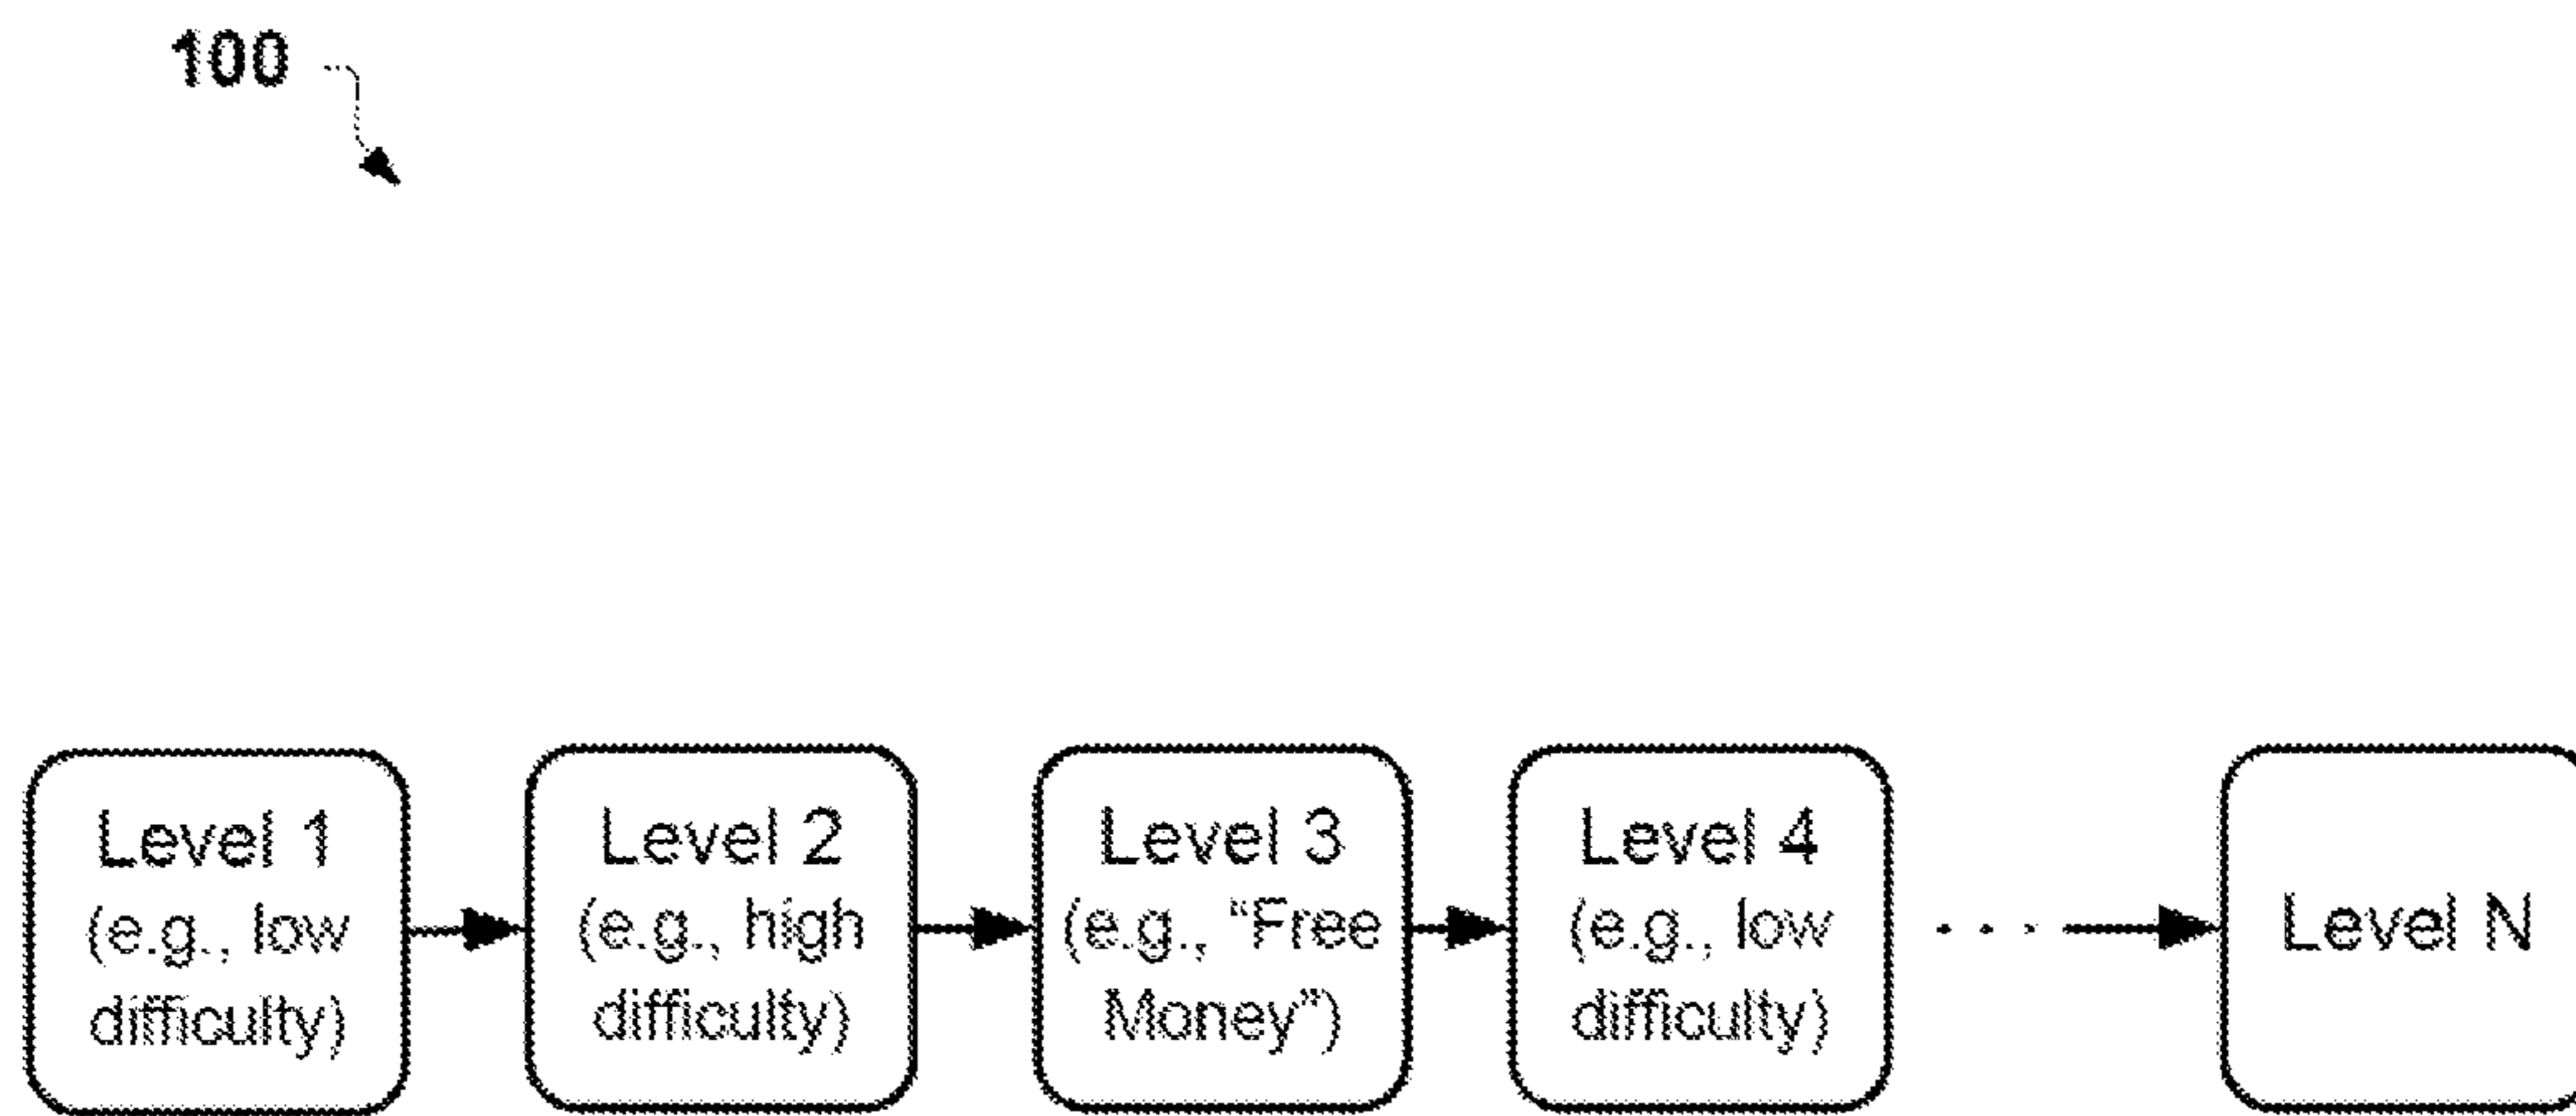 100
Level 1
(e.g., low
difficulty)
Level 2
(e.g., high
difficulty)
Level 3
(e.g., “Free
Money”)
Level 4
(e.g., low
difficulty)
. . .
Level N